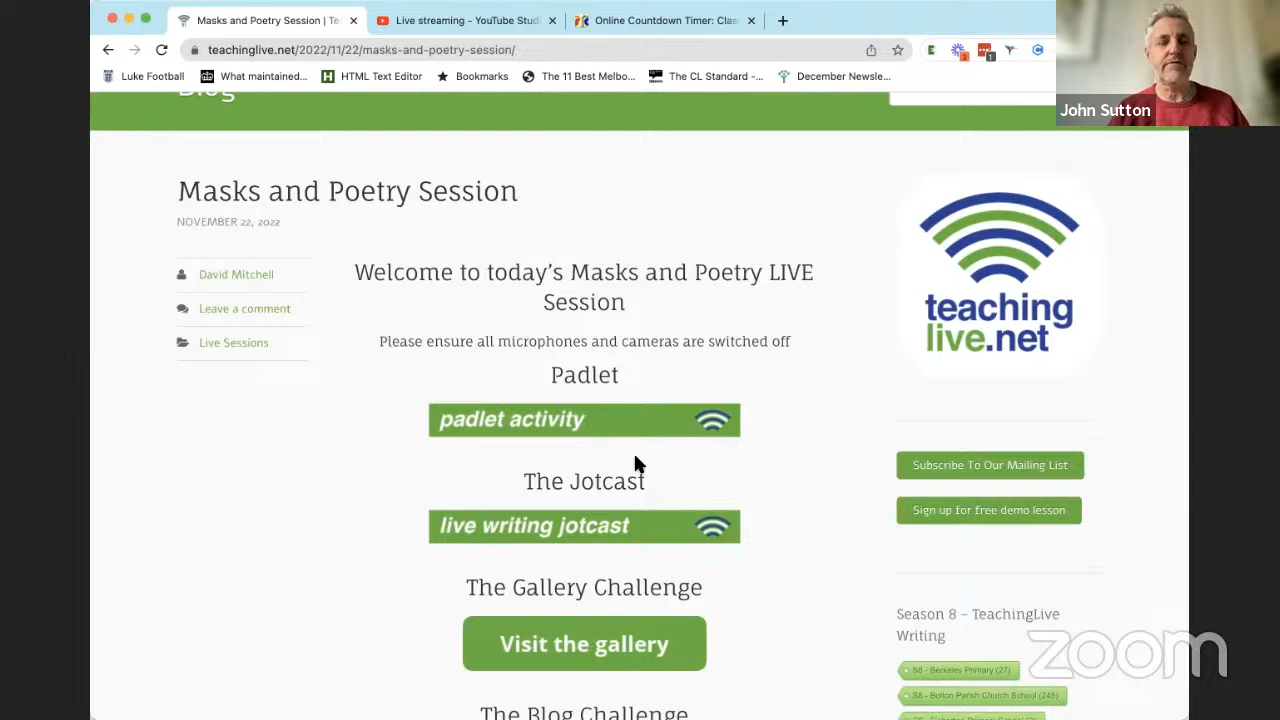 Masks and Poetry Session | Te
Live streaming - YouTube Stud
Online Countdown Timer: Clas
teachinglive.net/2022/11/22/masks-and-poetry-session/
Luke Football
What maintained...
HTML Text Editor
Bookmarks
The 11 Best Melbo...
The CL Standard -...
December Newsle...
John Sutton
Blog
Masks and Poetry Session
NOVEMBER 22, 2022
David Mitchell
Leave a comment
Live Sessions
Welcome to today's Masks and Poetry LIVE
Session
Please ensure all microphones and cameras are switched off
Padlet
padlet activity
The Jotcast
live writing jotcast
The Gallery Challenge
Visit the gallery
The Blog Challenge
teaching
live.net
Subscribe To Our Mailing List
Sign up for free demo lesson
Season 8 – TeachingLive
Writing
S8 - Berkeley Primary (27)
S8 - Bolton Parish Church School (246)
zoom